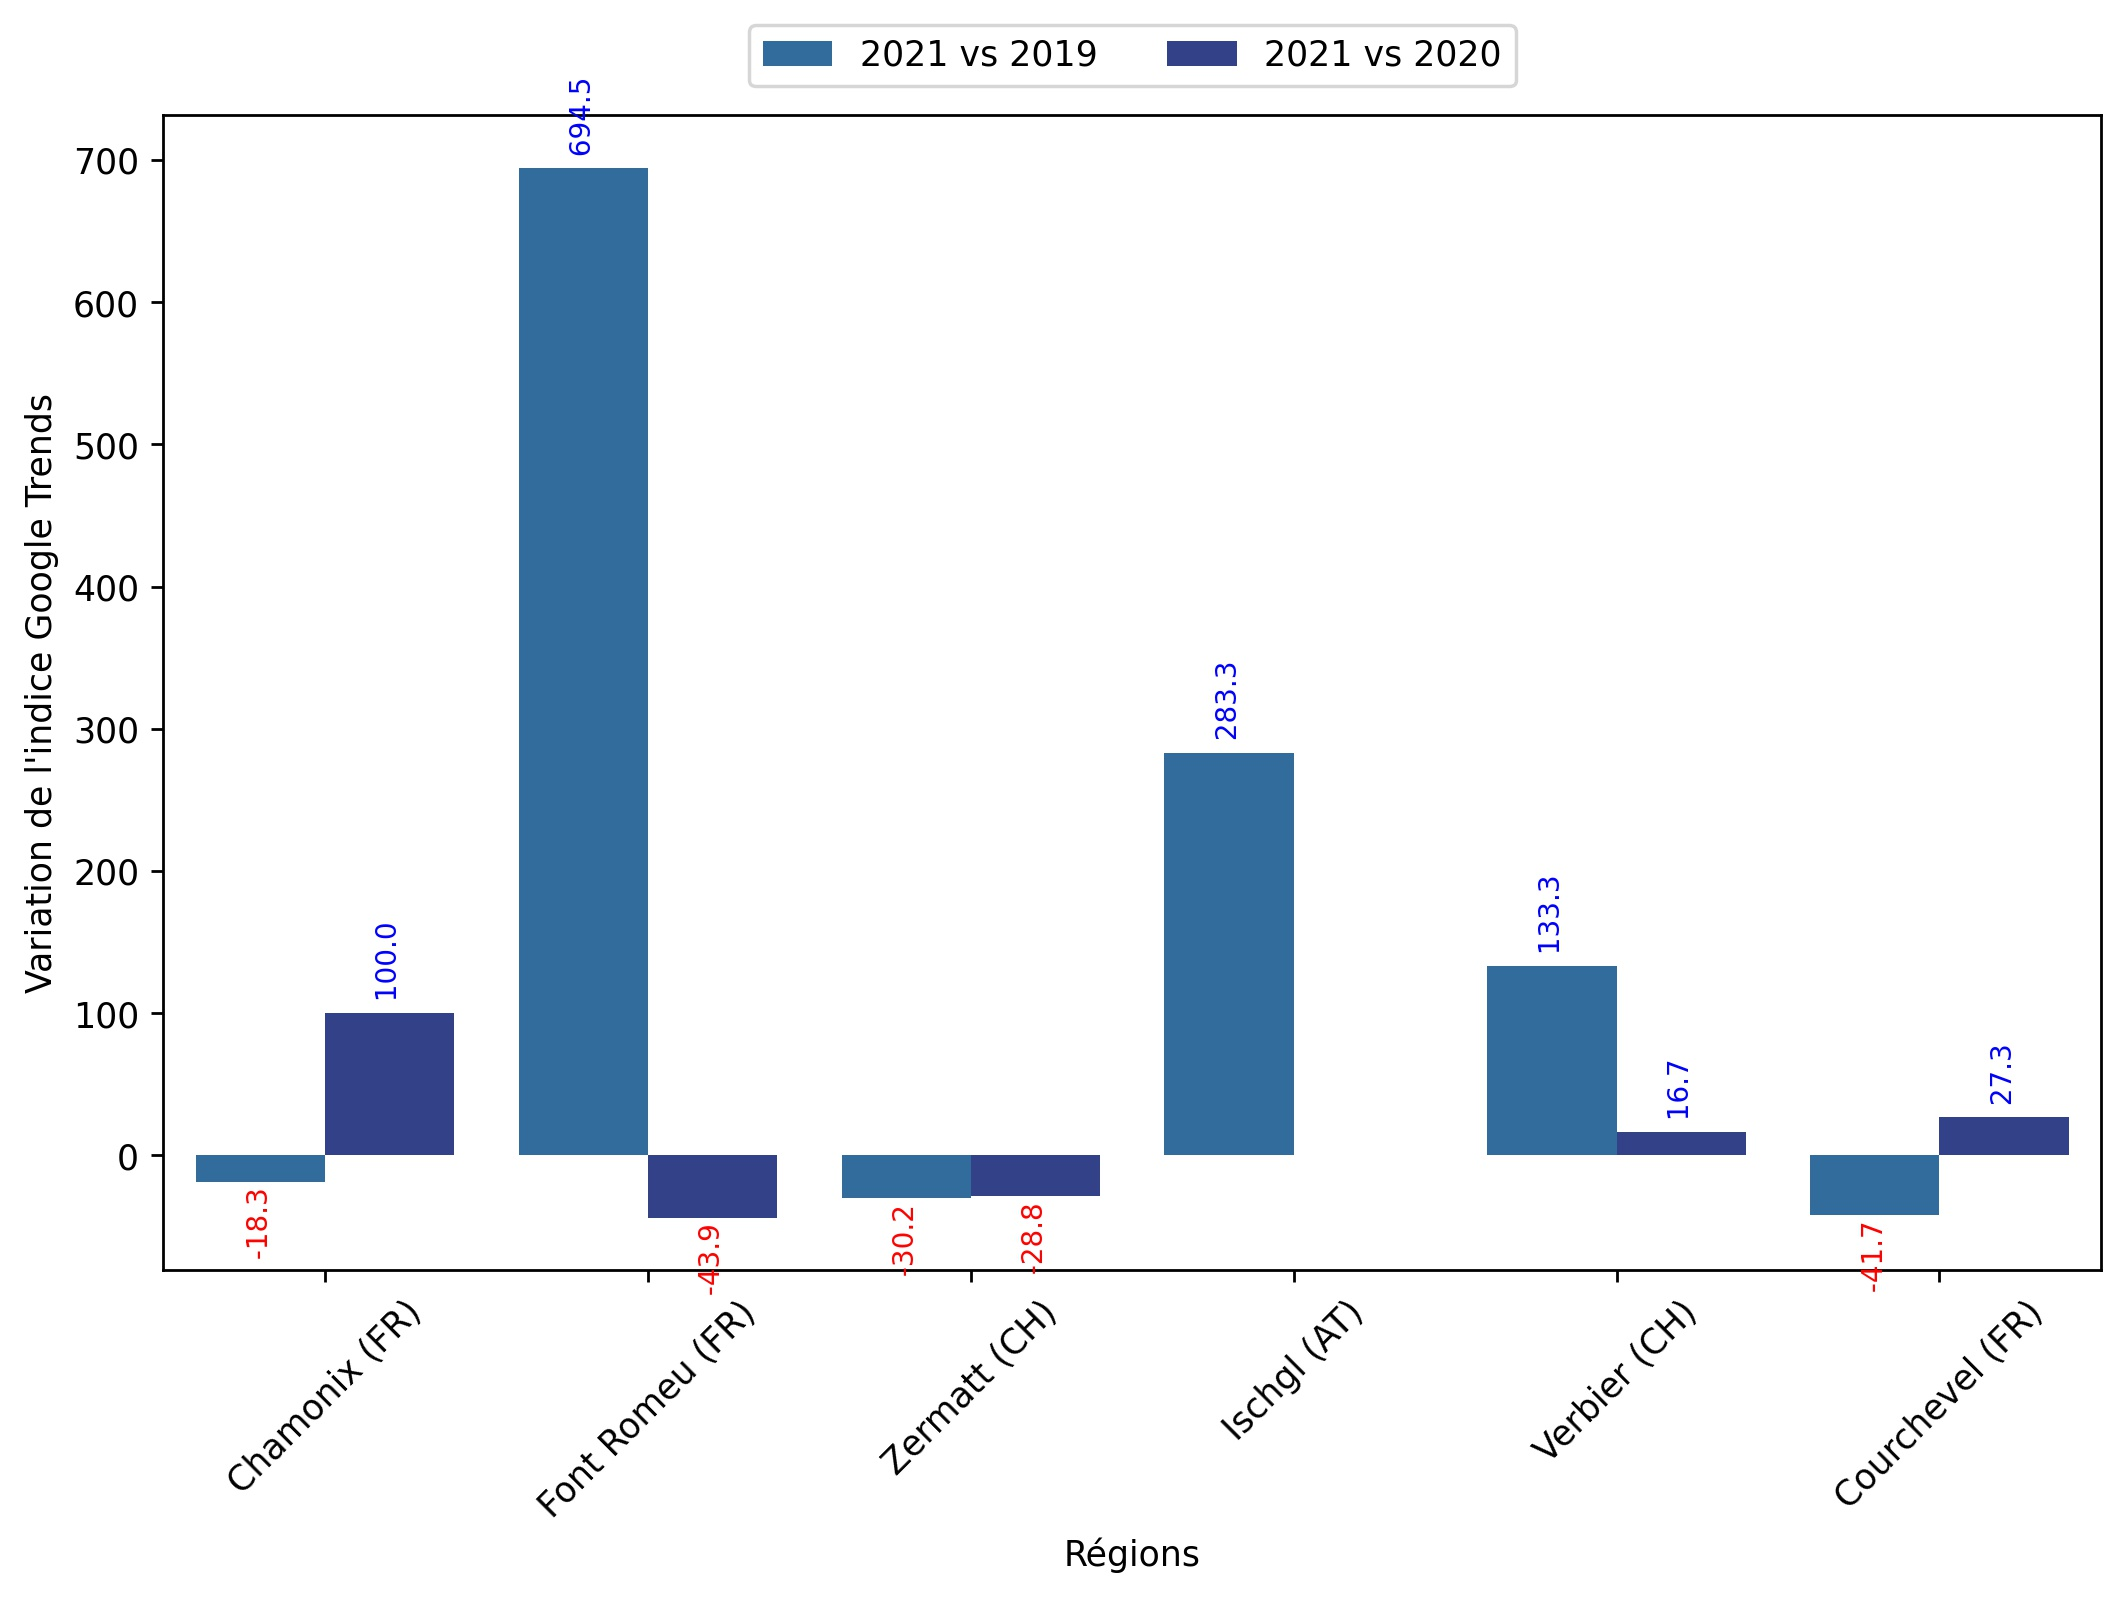 2021 vs 2019
2021 vs 2020
Variation de l'indice Google Trends
700
600
500
400
300
200
100
0
-18.3
100.0
694.5
-43.9
-30.2
-28.8
283.3
133.3
16.7
-41.7
27.3
Chamonix (FR)
Font Romeu (FR)
Zermatt (CH)
Ischgl (AT)
Verbier (CH)
Courchevel (FR)
Régions